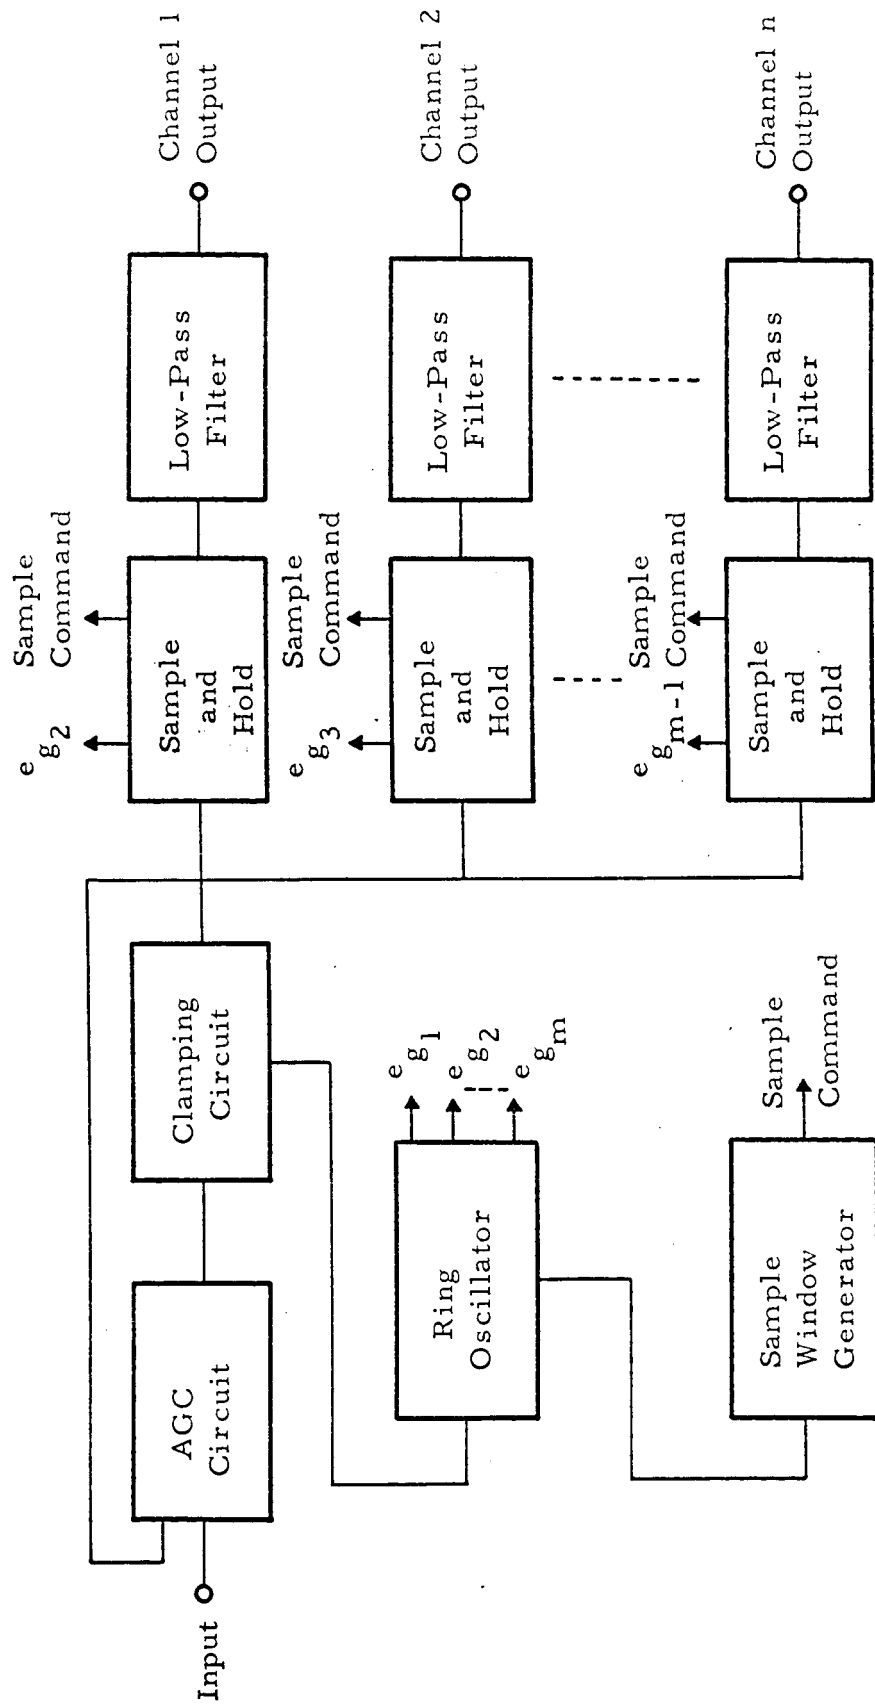 Input
AGC
Circuit
Clamping
Circuit
e g2
Sample
Command
Sample
and
Hold
Low-Pass
Filter
Channel 1
Output
Ring
Oscillator
e g1
e g2
e gm
e g3
Sample
Command
Sample
and
Hold
Low-Pass
Filter
Channel 2
Output
Sample
Window
Generator
Sample
Command
e gm-1
Sample
Command
Sample
and
Hold
Low-Pass
Filter
Channel n
Output